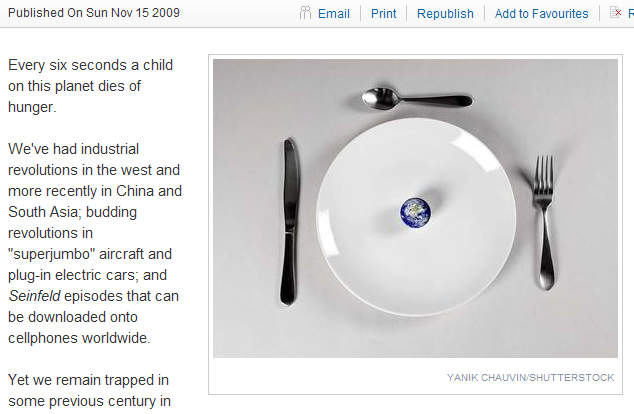 Published On Sun Nov 15 2009
Email Print Republish Add to Favourites R
Every six seconds a child
on this planet dies of
hunger.
We've had industrial
revolutions in the west and
more recently in China and
South Asia; budding
revolutions in
"superjumbo" aircraft and
plug-in electric cars; and
Seinfeld episodes that can
be downloaded onto
cellphones worldwide.
Yet we remain trapped in
some previous century in
YANIK CHAUVIN/SHUTTERSTOCK